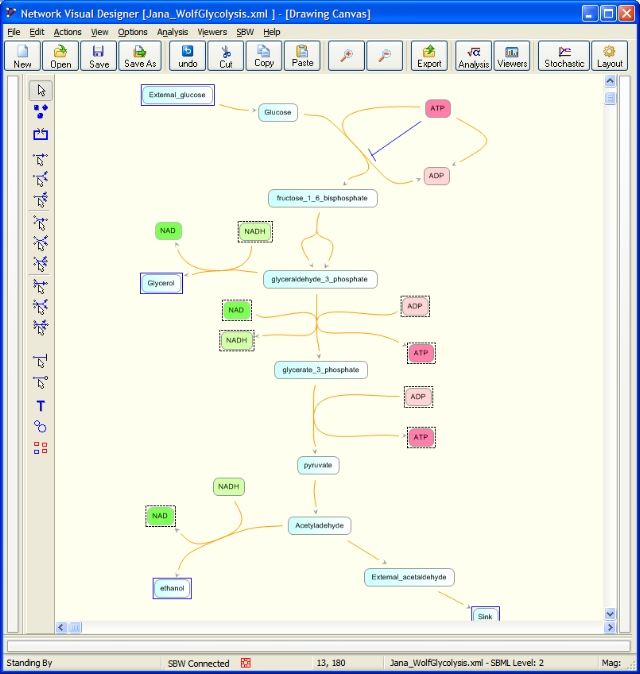 Network Visual Designer [Jana_WolfGlycolysis.xml ] - [Drawing Canvas]
File Edit Actions View Options Analysis Viewers SBW Help
New Open Save Save As undo Cut Copy Paste Export Analysis Viewers Stochastic Layout
External_glucose
Glucose
ATP
ADP
fructose_1_6_bisphosphate
NAD
NADH
Glycerol
glyceraldehyde_3_phosphate
NAD
ADP
NADH
ATP
glycerate_3_phosphate
ADP
ATP
pyruvate
NADH
NAD
Acetyladehyde
External_acetaldehyde
ethanol
Sink
Standing By SBW Connected 13, 180 Jana_WolfGlycolysis.xml - SBML Level: 2 Mag: